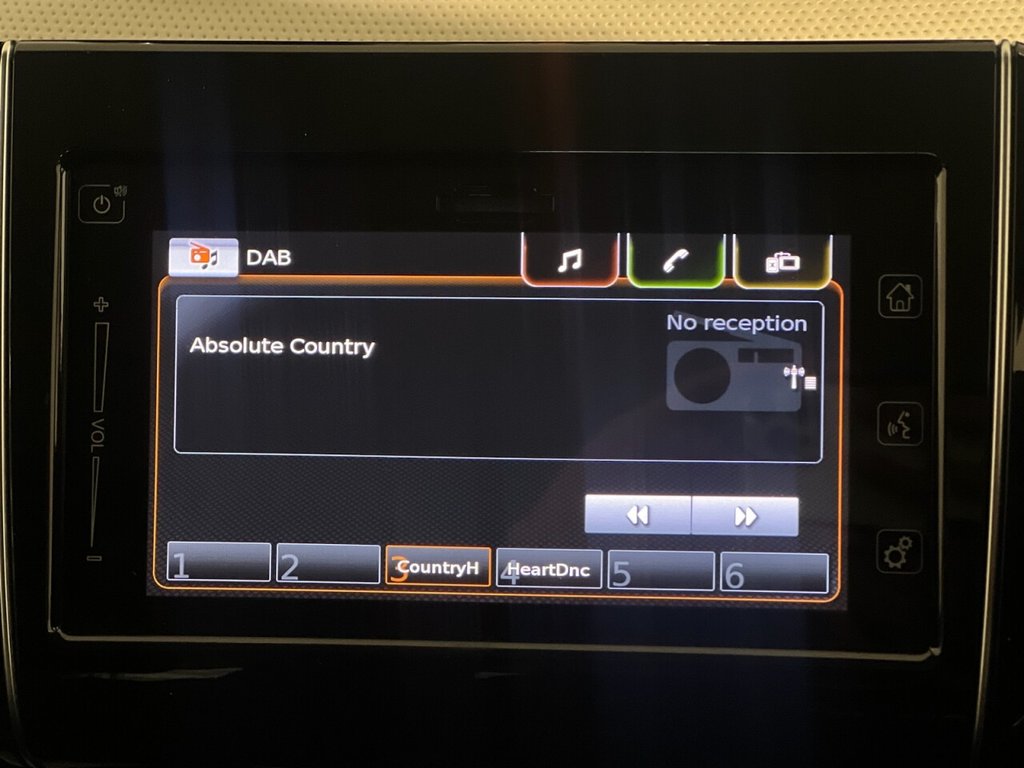 DAB
No reception
Absolute Country
VOL
1
2
3 CountryH
4 HeartDnc
5
6